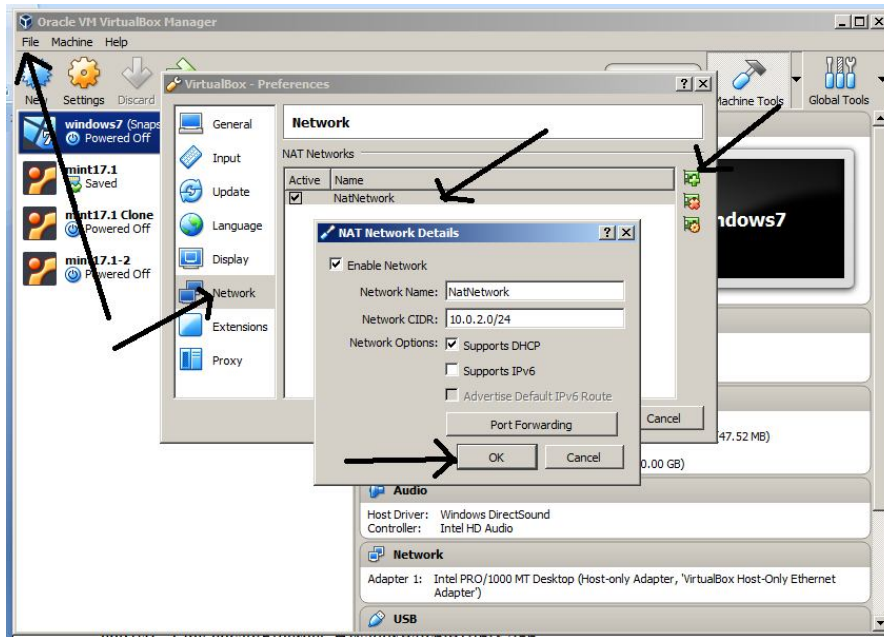 Oracle VM VirtualBox Manager
File Machine Help
New Settings Discard
Machine Tools Global Tools
windows7 (Snaps
Powered Off
mint17.1
Saved
mint17.1 Clone
Powered Off
mint17.1-2
Powered Off
VirtualBox - Preferences
General
Input
Update
Language
Display
Network
Extensions
Proxy
Network
NAT Networks
Active Name
NatNetwork
Cancel
NAT Network Details
Enable Network
Network Name: NatNetwork
Network CIDR: 10.0.2.0/24
Network Options: Supports DHCP
Supports IPv6
Advertise Default IPv6 Route
Port Forwarding
OK Cancel
ndows7
47.52 MB)
0.00 GB)
Audio
Host Driver: Windows DirectSound
Controller: Intel HD Audio
Network
Adapter 1: Intel PRO/1000 MT Desktop (Host-only Adapter, 'VirtualBox Host-Only Ethernet
Adapter')
USB